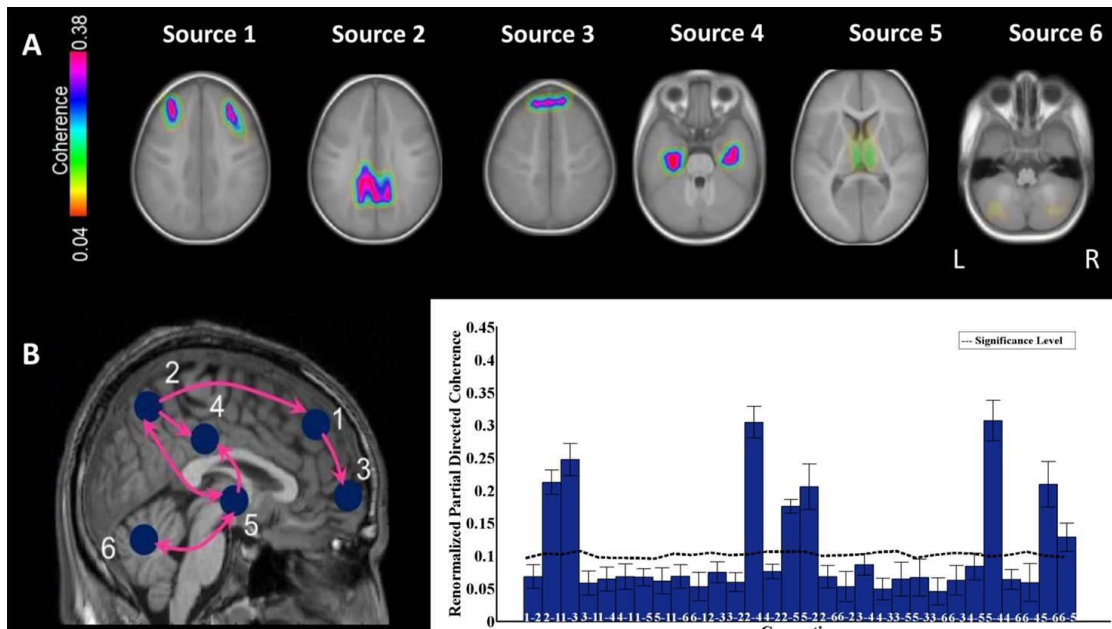 A
Source 1
Source 2
Source 3
Source 4
Source 5
Source 6
0.38
Coherence
0.04
L
R
B
2
4
1
3
5
6
Renormalized Partial Directed Coherence
0.45
0.4
0.35
0.3
0.25
0.2
0.15
0.1
0.05
0
--- Significance Level
1-2 2-1 1-3 3-1 1-4 4-1 1-5 5-1 1-6 6-1 2-3 3-2 2-4 4-2 2-5 5-2 2-6 6-2 3-4 4-3 3-5 5-3 3-6 6-3 4-5 5-4 4-6 6-4 5-6 6-5